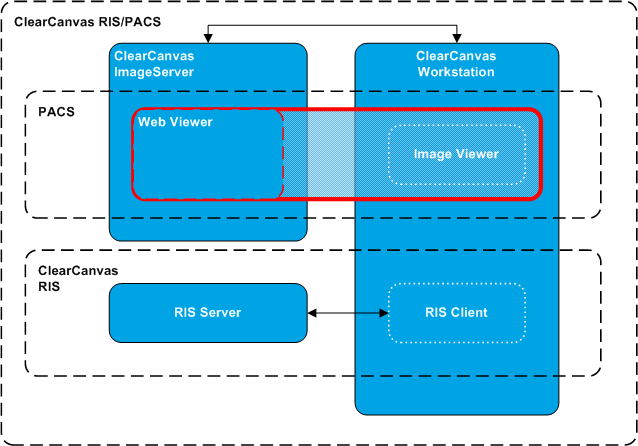 ClearCanvas RIS/PACS
ClearCanvas
ImageServer
ClearCanvas
Workstation
PACS
Web Viewer
Image Viewer
ClearCanvas
RIS
RIS Server
RIS Client